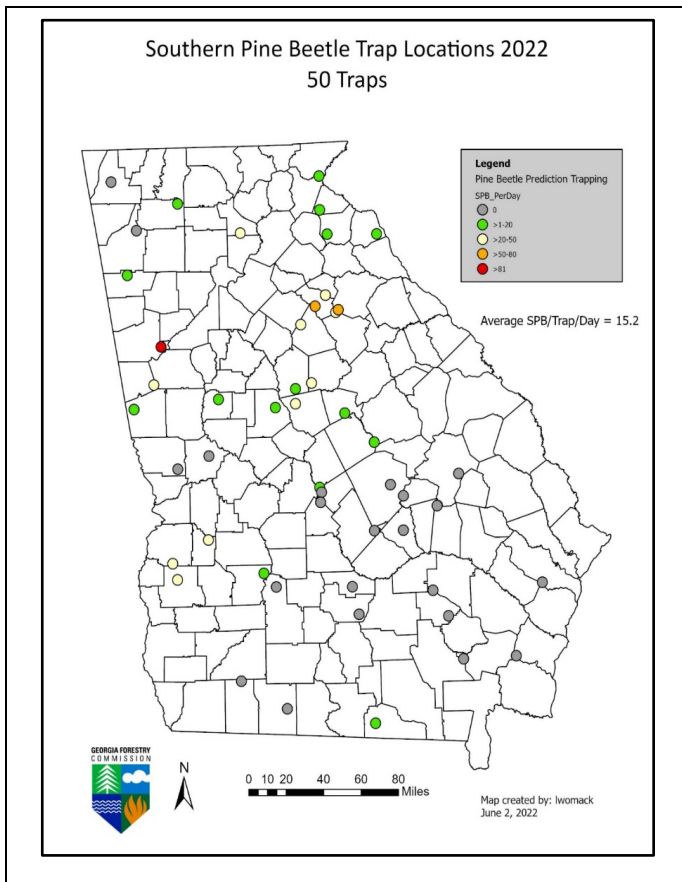 Southern Pine Beetle Trap Locations 2022
50 Traps
Legend
Pine Beetle Prediction Trapping
SPB_PerDay
0
>1-20
>20-50
>50-80
>81
Average SPB/Trap/Day = 15.2
GEORGIA FORESTRY
COMMISSION
N
0 10 20 40 60 80
Miles
Map created by: lwomack
June 2, 2022